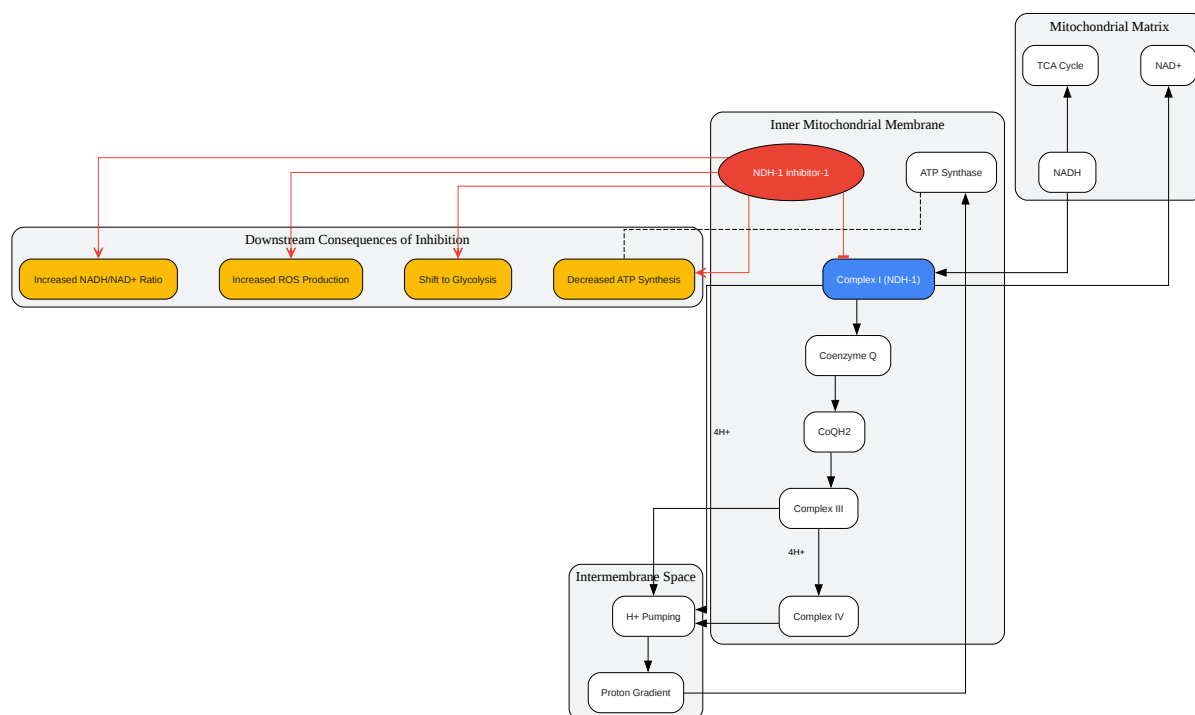 Mitochondrial Matrix
TCA Cycle
NAD+
NADH
Inner Mitochondrial Membrane
NDH-1 inhibitor-1
ATP Synthase
Downstream Consequences of Inhibition
Increased NADH/NAD+ Ratio
Increased ROS Production
Shift to Glycolysis
Decreased ATP Synthesis
Complex I (NDH-1)
Coenzyme Q
4H+
CoQH2
Complex III
4H+
Intermembrane Space
H+ Pumping
Complex IV
Proton Gradient